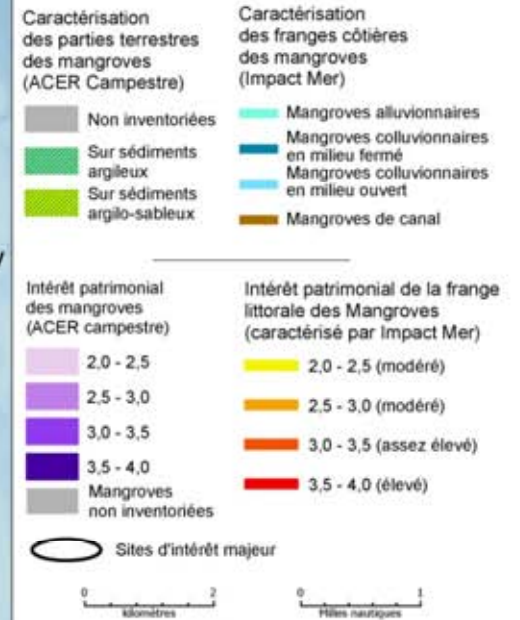 Caractérisation
des parties terrestres
des mangroves
(ACER Campestre)
Non inventoriées
Sur sédiments
argileux
Sur sédiments
argilo-sableux
Caractérisation
des franges côtières
des mangroves
(Impact Mer)
Mangroves alluvionnaires
Mangroves colluvionnaires
en milieu fermé
Mangroves colluvionnaires
en milieu ouvert
Mangroves de canal
Intérêt patrimonial
des mangroves
(ACER campestre)
2,0 - 2,5
2,5 - 3,0
3,0 - 3,5
3,5 - 4,0
Mangroves
non inventoriées
Intérêt patrimonial de la frange
littorale des Mangroves
(caractérisé par Impact Mer)
2,0 - 2,5 (modéré)
2,5 - 3,0 (modéré)
3,0 - 3,5 (assez élevé)
3,5 - 4,0 (élevé)
Sites d'intérêt majeur
0 2
kilomètres
0 1
Milles nautiques